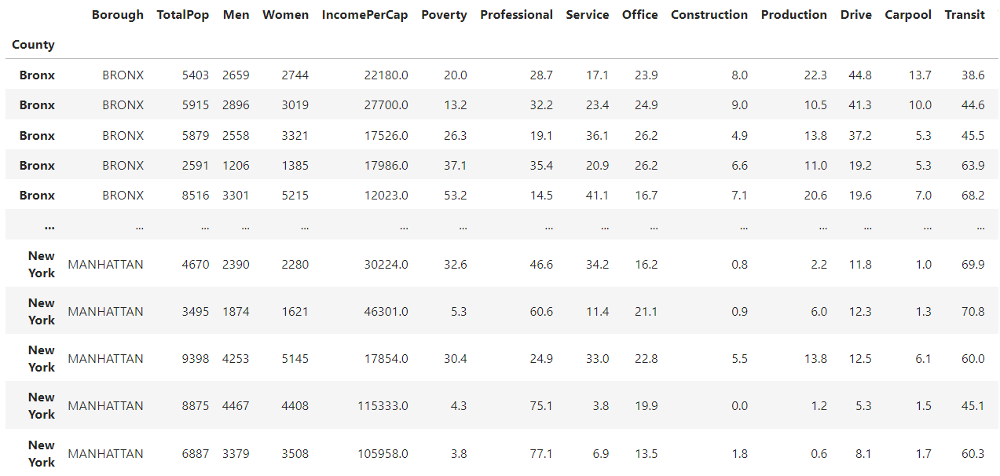 Borough TotalPop Men Women IncomePerCap Poverty Professional Service Office Construction Production Drive Carpool Transit
County
Bronx BRONX 5403 2659 2744 22180.0 20.0 28.7 17.1 23.9 8.0 22.3 44.8 13.7 38.6
Bronx BRONX 5915 2896 3019 27700.0 13.2 32.2 23.4 24.9 9.0 10.5 41.3 10.0 44.6
Bronx BRONX 5879 2558 3321 17526.0 26.3 19.1 36.1 26.2 4.9 13.8 37.2 5.3 45.5
Bronx BRONX 2591 1206 1385 17986.0 37.1 35.4 20.9 26.2 6.6 11.0 19.2 5.3 63.9
Bronx BRONX 8516 3301 5215 12023.0 53.2 14.5 41.1 16.7 7.1 20.6 19.6 7.0 68.2
... ... ... ... ... ... ... ... ... ... ... ... ... ... ...
New
York MANHATTAN 4670 2390 2280 30224.0 32.6 46.6 34.2 16.2 0.8 2.2 11.8 1.0 69.9
New
York MANHATTAN 3495 1874 1621 46301.0 5.3 60.6 11.4 21.1 0.9 6.0 12.3 1.3 70.8
New
York MANHATTAN 9398 4253 5145 17854.0 30.4 24.9 33.0 22.8 5.5 13.8 12.5 6.1 60.0
New
York MANHATTAN 8875 4467 4408 115333.0 4.3 75.1 3.8 19.9 0.0 1.2 5.3 1.5 45.1
New
York MANHATTAN 6887 3379 3508 105958.0 3.8 77.1 6.9 13.5 1.8 0.6 8.1 1.7 60.3